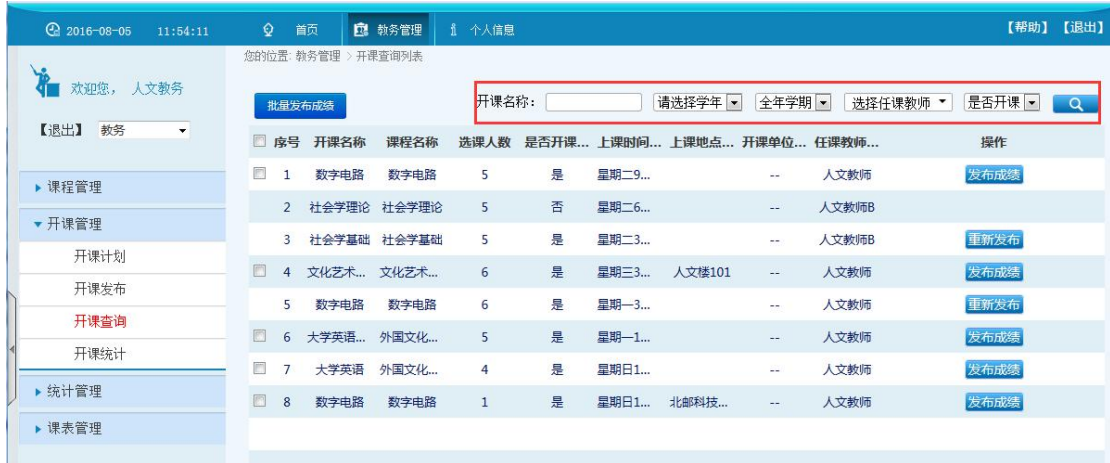 2016-08-05 11:54:11 首页 教务管理 个人信息 【帮助】【退出】
您的位置: 教务管理 > 开课查询列表
欢迎您， 人文教务
【退出】 教务
课程管理
开课管理
开课计划
开课发布
开课查询
开课统计
统计管理
课表管理
批量发布成绩 开课名称： 请选择学年 全年学期 选择任课教师 是否开课
序号 开课名称 课程名称 选课人数 是否开课... 上课时间... 上课地点... 开课单位... 任课教师... 操作
1 数字电路 数字电路 5 是 星期二9... -- 人文教师 发布成绩
2 社会学理论 社会学理论 5 否 星期二6... -- 人文教师B
3 社会学基础 社会学基础 5 是 星期二3... -- 人文教师B 重新发布
4 文化艺术... 文化艺术... 6 是 星期三3... 人文楼101 -- 人文教师 发布成绩
5 数字电路 数字电路 6 是 星期一3... -- 人文教师 重新发布
6 大学英语... 外国文化... 5 是 星期一1... -- 人文教师 发布成绩
7 大学英语 外国文化... 4 是 星期日1... -- 人文教师 发布成绩
8 数字电路 数字电路 1 是 星期日1... 北邮科技... -- 人文教师 发布成绩